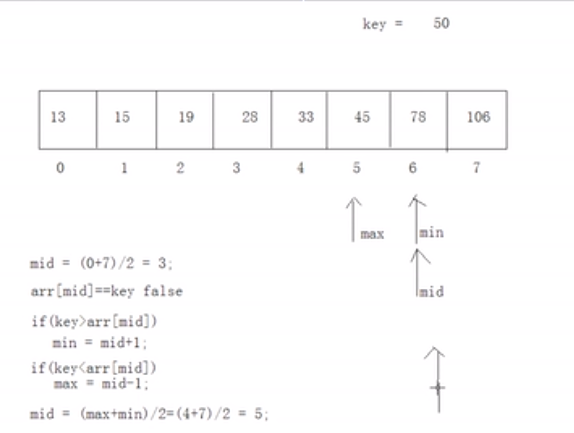 key = 50
13 15 19 28 33 45 78 106
0 1 2 3 4 5 6 7
max min
mid = (0+7)/2 = 3;
mid
arr[mid]==key false
if(key>arr[mid])
min = mid+1;
if(key<arr[mid])
max = mid-1;
mid = (max+min)/2=(4+7)/2 = 5;